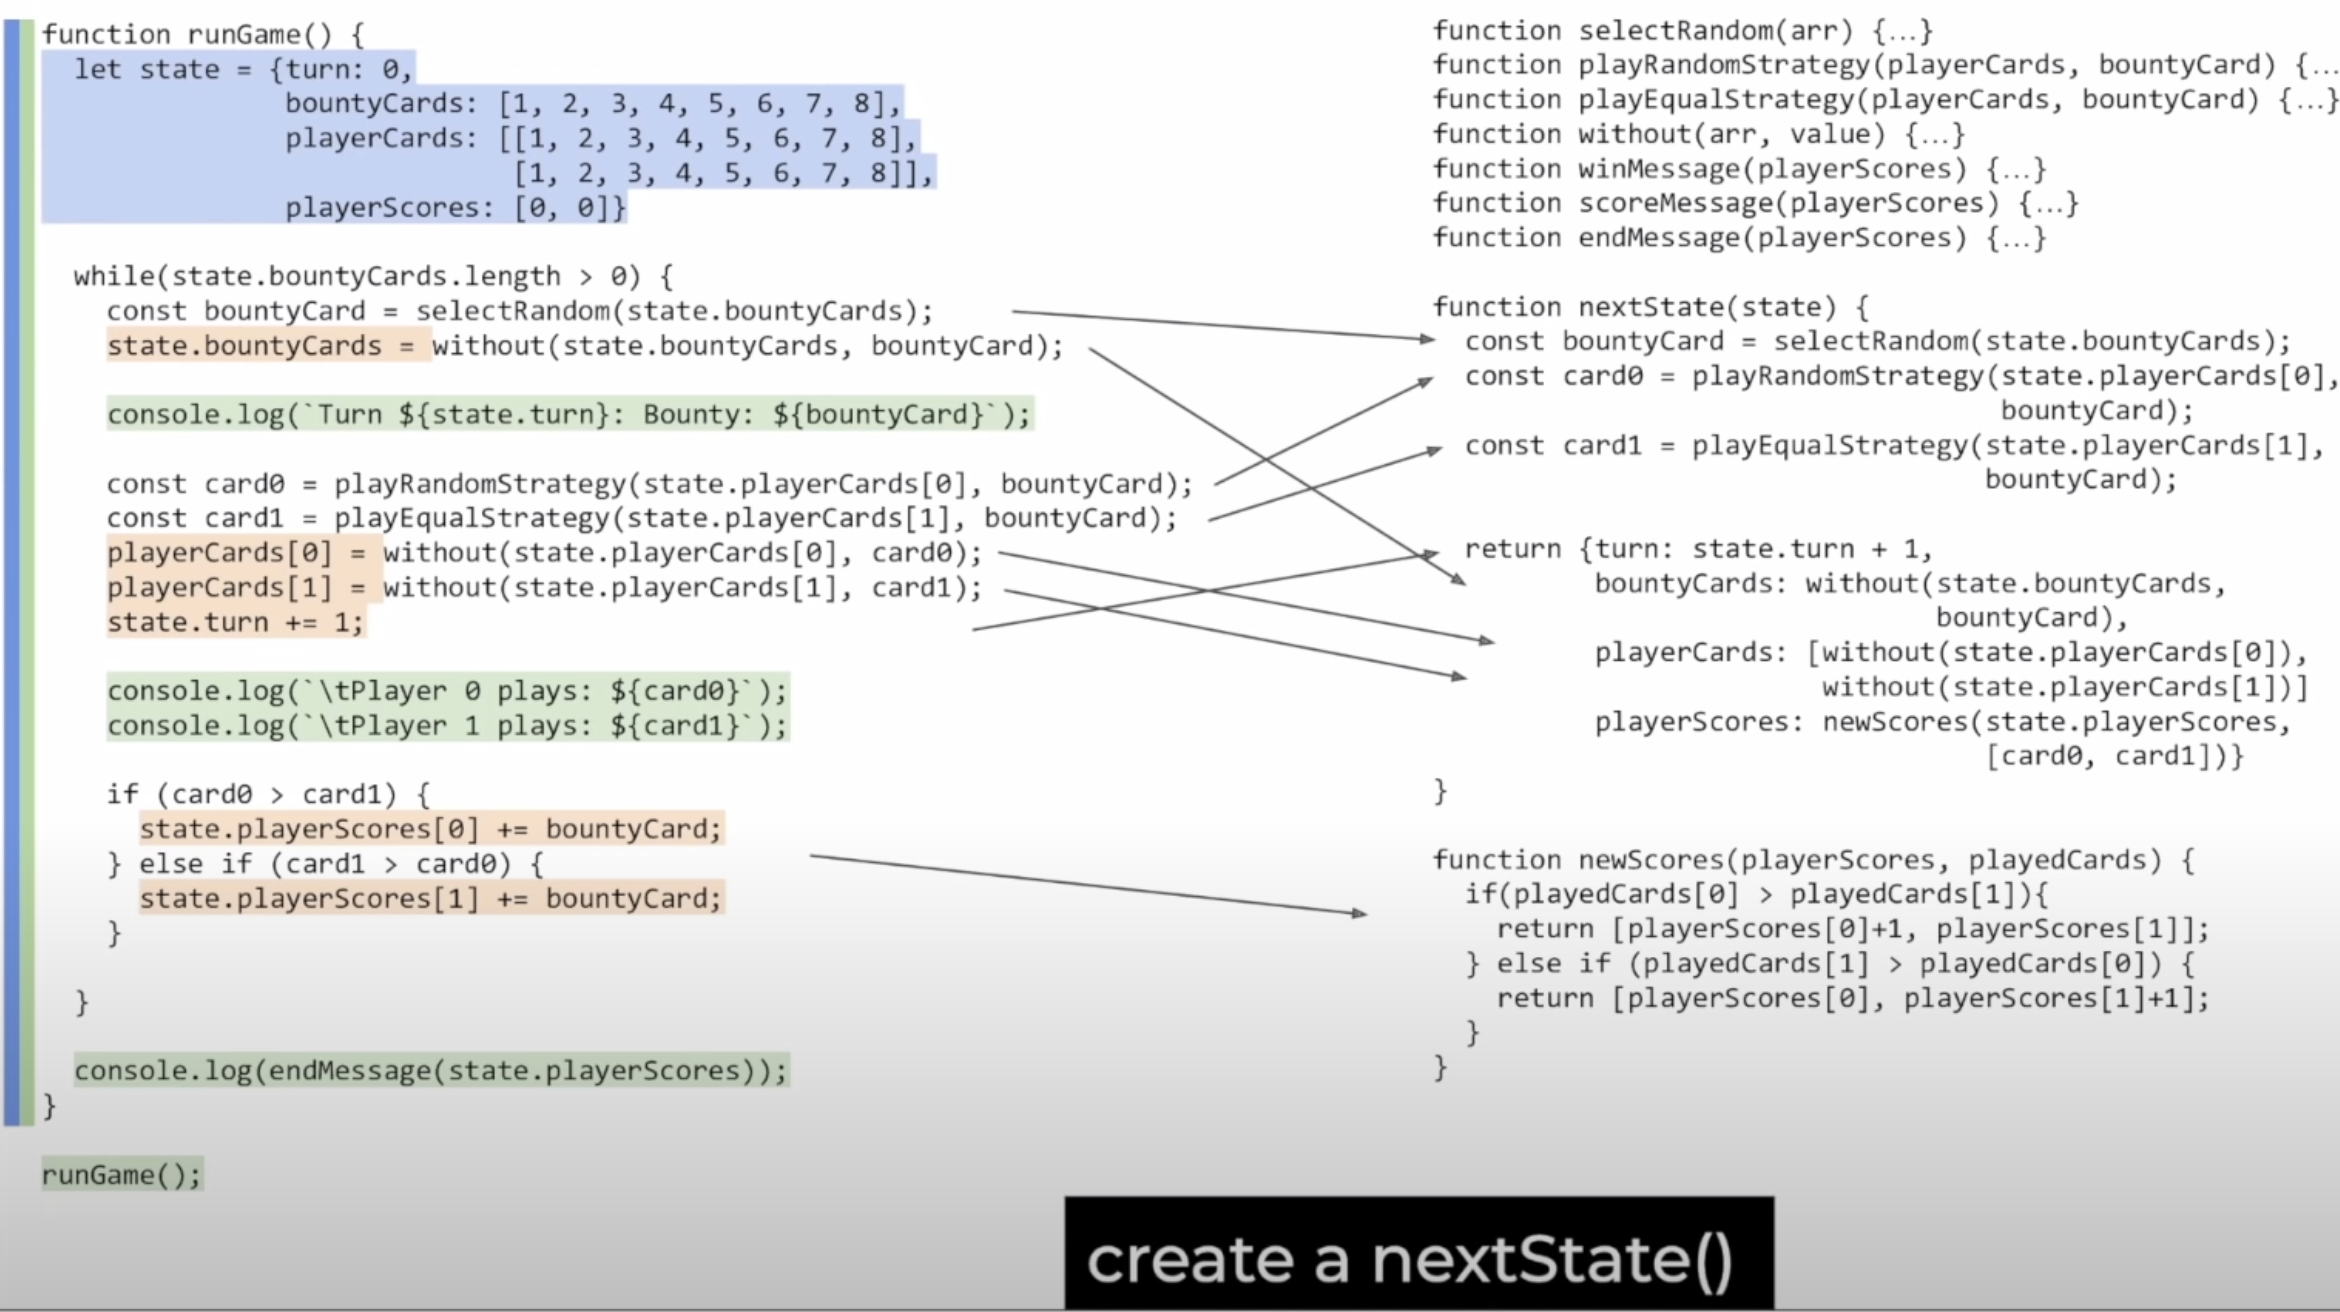 function runGame() {
let state = {turn: 0,
bountyCards: [1, 2, 3, 4, 5, 6, 7, 8],
playerCards: [[1, 2, 3, 4, 5, 6, 7, 8],
[1, 2, 3, 4, 5, 6, 7, 8]],
playerScores: [0, 0]}
while(state.bountyCards.length > 0) {
const bountyCard = selectRandom(state.bountyCards);
state.bountyCards = without(state.bountyCards, bountyCard);
console.log(`Turn ${state.turn}: Bounty: ${bountyCard}`);
const card0 = playRandomStrategy(state.playerCards[0], bountyCard);
const card1 = playEqualStrategy(state.playerCards[1], bountyCard);
playerCards[0] = without(state.playerCards[0], card0);
playerCards[1] = without(state.playerCards[1], card1);
state.turn += 1;
console.log(`\tPlayer 0 plays: ${card0}`);
console.log(`\tPlayer 1 plays: ${card1}`);
if (card0 > card1) {
state.playerScores[0] += bountyCard;
} else if (card1 > card0) {
state.playerScores[1] += bountyCard;
}
}
console.log(endMessage(state.playerScores));
}
runGame();
function selectRandom(arr) {…}
function playRandomStrategy(playerCards, bountyCard) {…
function playEqualStrategy(playerCards, bountyCard) {…}
function without(arr, value) {…}
function winMessage(playerScores) {…}
function scoreMessage(playerScores) {…}
function endMessage(playerScores) {…}
function nextState(state) {
const bountyCard = selectRandom(state.bountyCards);
const card0 = playRandomStrategy(state.playerCards[0],
bountyCard);
const card1 = playEqualStrategy(state.playerCards[1],
bountyCard);
return {turn: state.turn + 1,
bountyCards: without(state.bountyCards,
bountyCard),
playerCards: [without(state.playerCards[0]),
without(state.playerCards[1])]
playerScores: newScores(state.playerScores,
[card0, card1])}
}
function newScores(playerScores, playedCards) {
if(playedCards[0] > playedCards[1]){
return [playerScores[0]+1, playerScores[1]];
} else if (playedCards[1] > playedCards[0]) {
return [playerScores[0], playerScores[1]+1];
}
}
create a nextState()